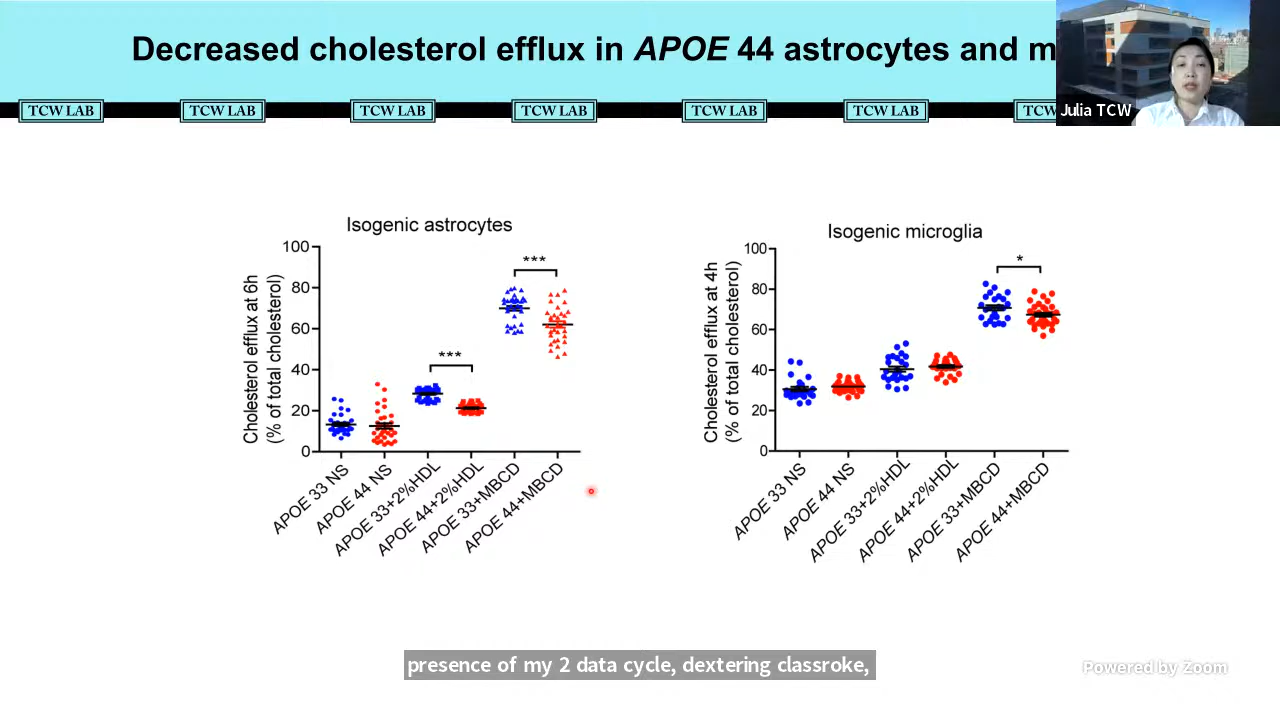 Decreased cholesterol efflux in APOE 44 astrocytes and m
TCW LAB
TCW LAB
TCW LAB
TCW LAB
TCW LAB
TCW LAB
TCW
Julia TCW
Isogenic astrocytes
Cholesterol efflux at 6h
(% of total cholesterol)
100
80
60
40
20
0
***
***
APOE 33 NS
APOE 44 NS
APOE 33+2%HDL
APOE 44+2%HDL
APOE 33+MBCD
APOE 44+MBCD
Isogenic microglia
Cholesterol efflux at 4h
(% of total cholesterol)
100
80
60
40
20
0
*
APOE 33 NS
APOE 44 NS
APOE 33+2%HDL
APOE 44+2%HDL
APOE 33+MBCD
APOE 44+MBCD
presence of my 2 data cycle, dextering classroke,
Powered by Zoom